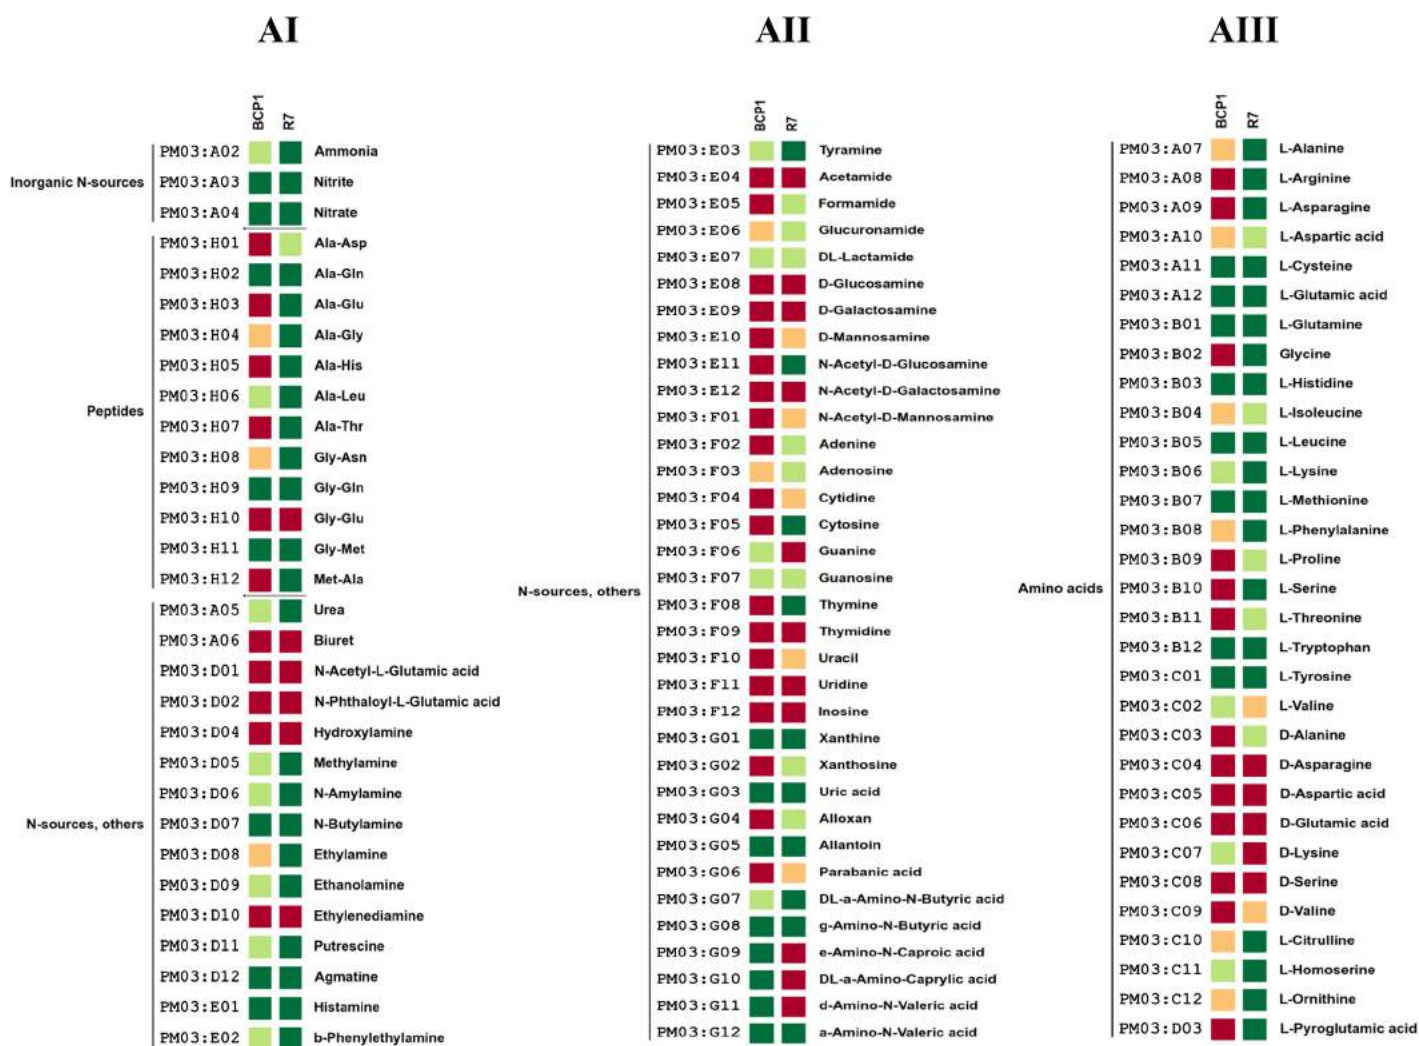 AI
BCP1
R7
Inorganic N-sources
PM03:A02 Ammonia
PM03:A03 Nitrite
PM03:A04 Nitrate
Peptides
PM03:H01 Ala-Asp
PM03:H02 Ala-Gln
PM03:H03 Ala-Glu
PM03:H04 Ala-Gly
PM03:H05 Ala-His
PM03:H06 Ala-Leu
PM03:H07 Ala-Thr
PM03:H08 Gly-Asn
PM03:H09 Gly-Gln
PM03:H10 Gly-Glu
PM03:H11 Gly-Met
PM03:H12 Met-Ala
N-sources, others
PM03:A05 Urea
PM03:A06 Biuret
PM03:D01 N-Acetyl-L-Glutamic acid
PM03:D02 N-Phthaloyl-L-Glutamic acid
PM03:D04 Hydroxylamine
PM03:D05 Methylamine
PM03:D06 N-Amylamine
PM03:D07 N-Butylamine
PM03:D08 Ethylamine
PM03:D09 Ethanolamine
PM03:D10 Ethylenediamine
PM03:D11 Putrescine
PM03:D12 Agmatine
PM03:E01 Histamine
PM03:E02 b-Phenylethylamine
AII
BCP1
R7
N-sources, others
PM03:E03 Tyramine
PM03:E04 Acetamide
PM03:E05 Formamide
PM03:E06 Glucuronamide
PM03:E07 DL-Lactamide
PM03:E08 D-Glucosamine
PM03:E09 D-Galactosamine
PM03:E10 D-Mannosamine
PM03:E11 N-Acetyl-D-Glucosamine
PM03:E12 N-Acetyl-D-Galactosamine
PM03:F01 N-Acetyl-D-Mannosamine
PM03:F02 Adenine
PM03:F03 Adenosine
PM03:F04 Cytidine
PM03:F05 Cytosine
PM03:F06 Guanine
PM03:F07 Guanosine
PM03:F08 Thymine
PM03:F09 Thymidine
PM03:F10 Uracil
PM03:F11 Uridine
PM03:F12 Inosine
PM03:G01 Xanthine
PM03:G02 Xanthosine
PM03:G03 Uric acid
PM03:G04 Alloxan
PM03:G05 Allantoin
PM03:G06 Parabanic acid
PM03:G07 DL-a-Amino-N-Butyric acid
PM03:G08 g-Amino-N-Butyric acid
PM03:G09 e-Amino-N-Caproic acid
PM03:G10 DL-a-Amino-Caprylic acid
PM03:G11 d-Amino-N-Valeric acid
PM03:G12 a-Amino-N-Valeric acid
AIII
BCP1
R7
Amino acids
PM03:A07 L-Alanine
PM03:A08 L-Arginine
PM03:A09 L-Asparagine
PM03:A10 L-Aspartic acid
PM03:A11 L-Cysteine
PM03:A12 L-Glutamic acid
PM03:B01 L-Glutamine
PM03:B02 Glycine
PM03:B03 L-Histidine
PM03:B04 L-Isoleucine
PM03:B05 L-Leucine
PM03:B06 L-Lysine
PM03:B07 L-Methionine
PM03:B08 L-Phenylalanine
PM03:B09 L-Proline
PM03:B10 L-Serine
PM03:B11 L-Threonine
PM03:B12 L-Tryptophan
PM03:C01 L-Tyrosine
PM03:C02 L-Valine
PM03:C03 D-Alanine
PM03:C04 D-Asparagine
PM03:C05 D-Aspartic acid
PM03:C06 D-Glutamic acid
PM03:C07 D-Lysine
PM03:C08 D-Serine
PM03:C09 D-Valine
PM03:C10 L-Citrulline
PM03:C11 L-Homoserine
PM03:C12 L-Ornithine
PM03:D03 L-Pyroglutamic acid